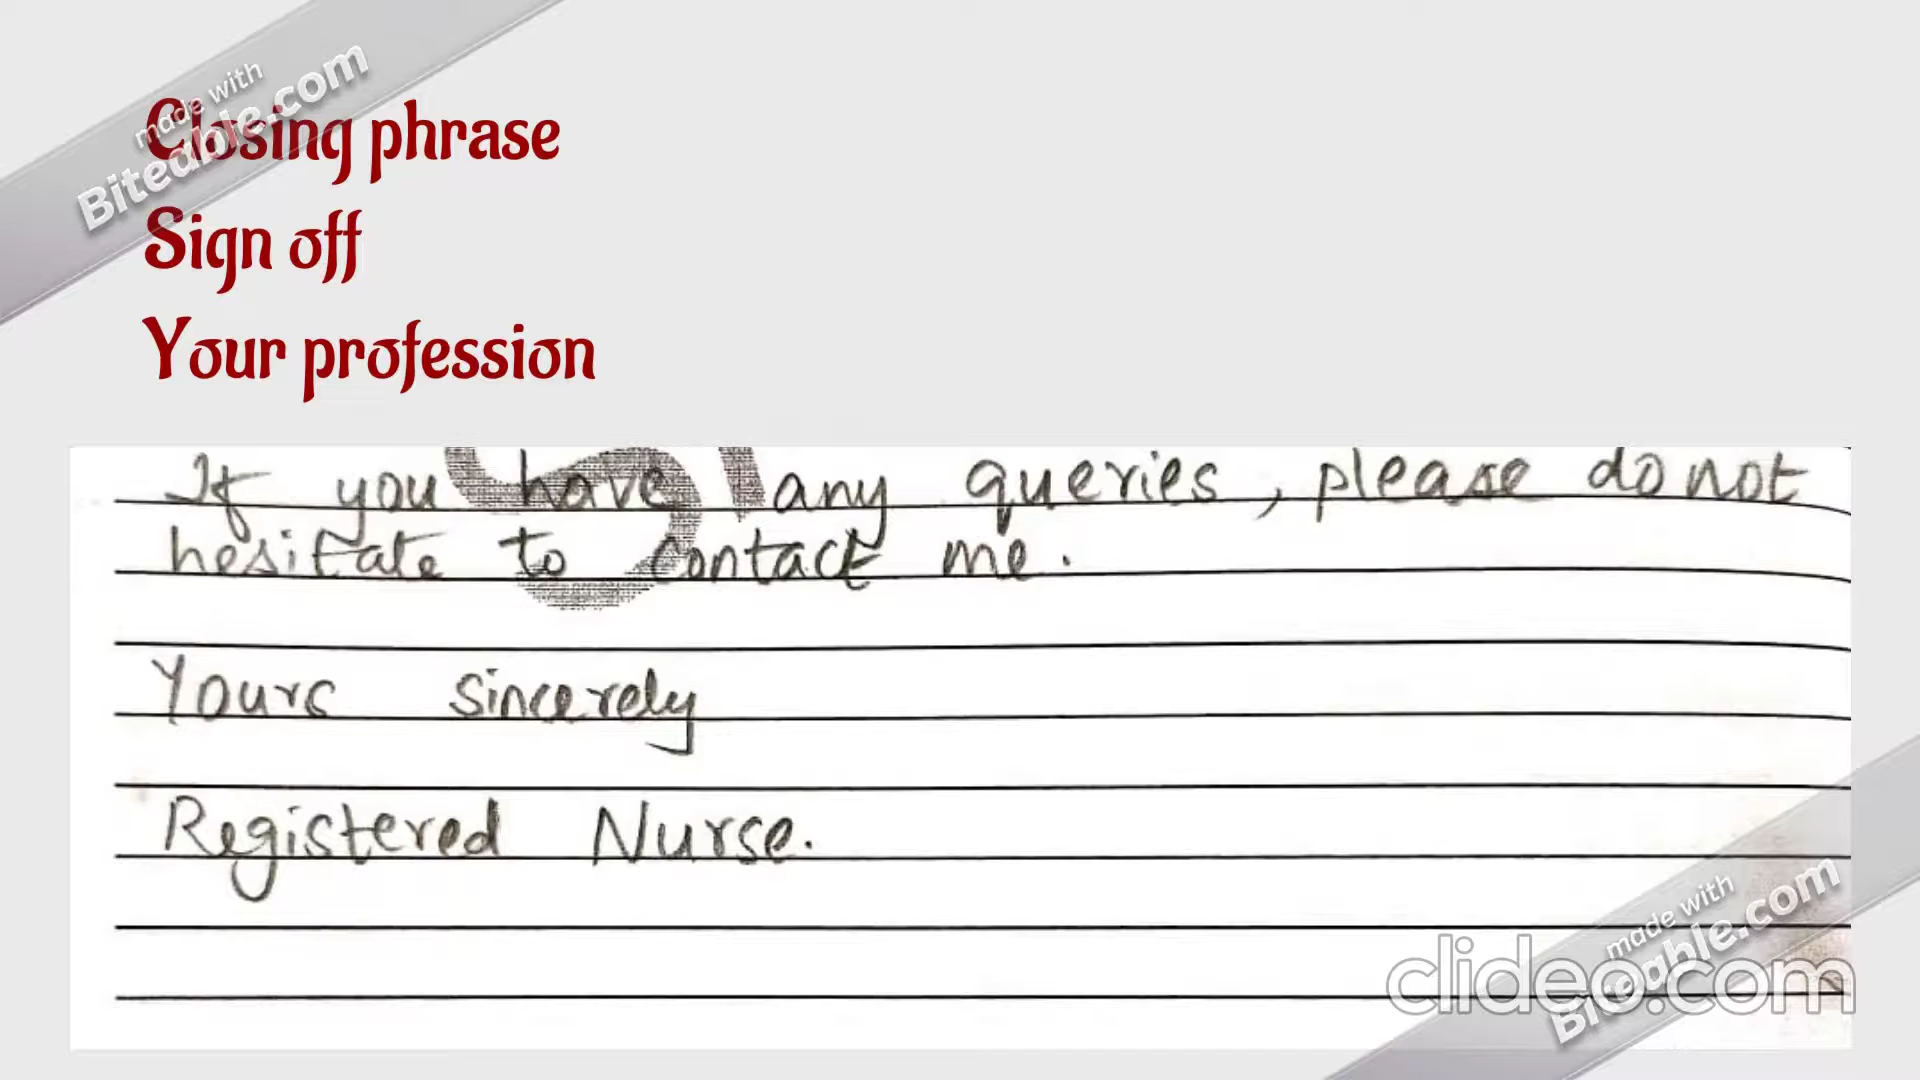 made with
Biteable.com
Closing phrase
Sign off
Your profession
If you have any queries, please do not
hesitate to contact me.
Yours sincerely
Registered Nurse.
made with
Biteable.com
clideo.com